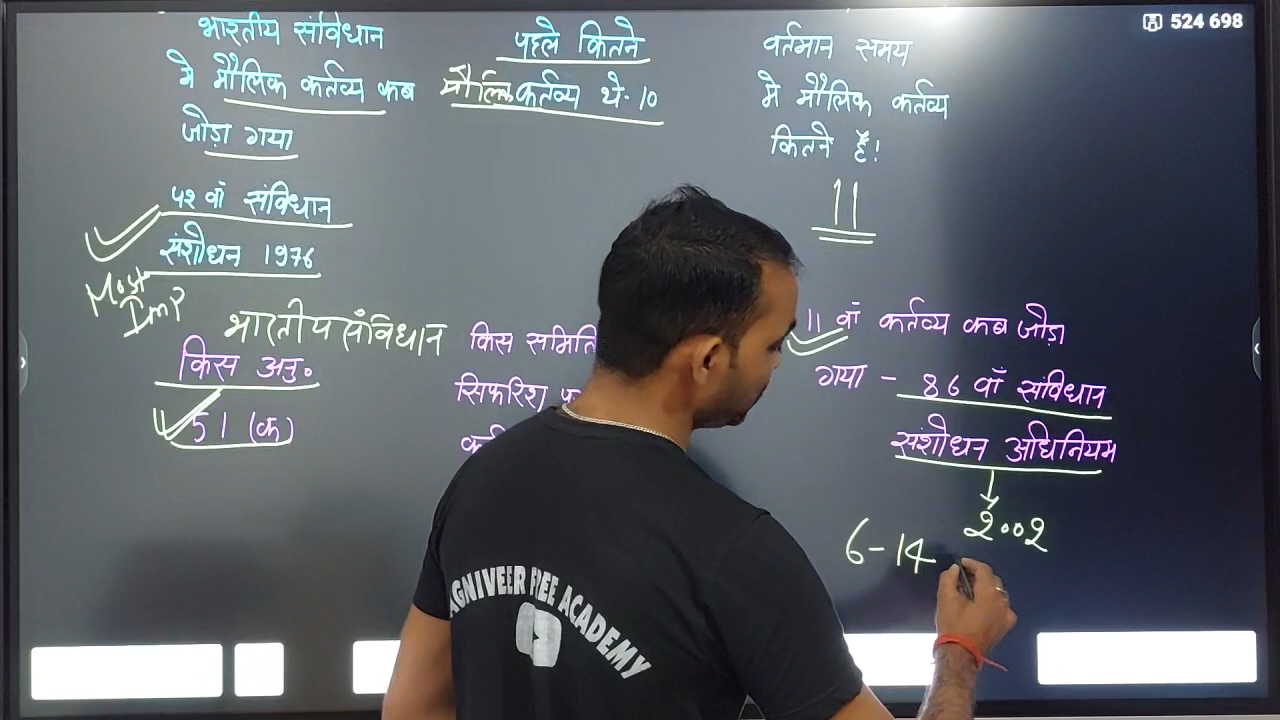 524 698
भारतीय संविधान
मे मौलिक कर्तव्य कब
जोड़ा गया
५२ वाँ संविधान
संशोधन 1976
Most
Imp
भारतीय संविधान
किस अनु॰
51 (क)
पहले कितने
मौलिक कर्तव्य थे-10
किस समिति
सिफरिश
वर्तमान समय
मे मौलिक कर्तव्य
कितने है!
11
11 वां कर्तव्य कब जोड़ा
गया - 86 वाँ संविधान
संशोधन अधिनियम
2002
6-14
AGNIVEER FREE ACADEMY